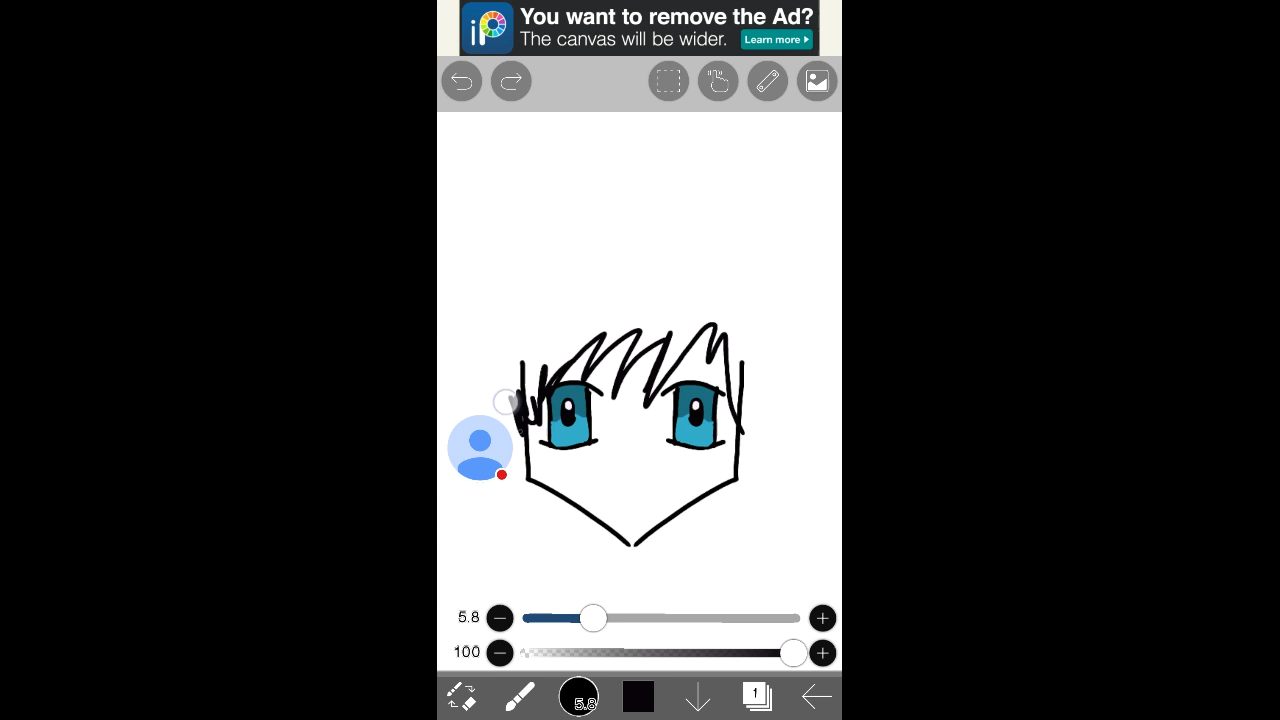 iP
You want to remove the Ad?
The canvas will be wider.
Learn more
5.8
100
5.8
1